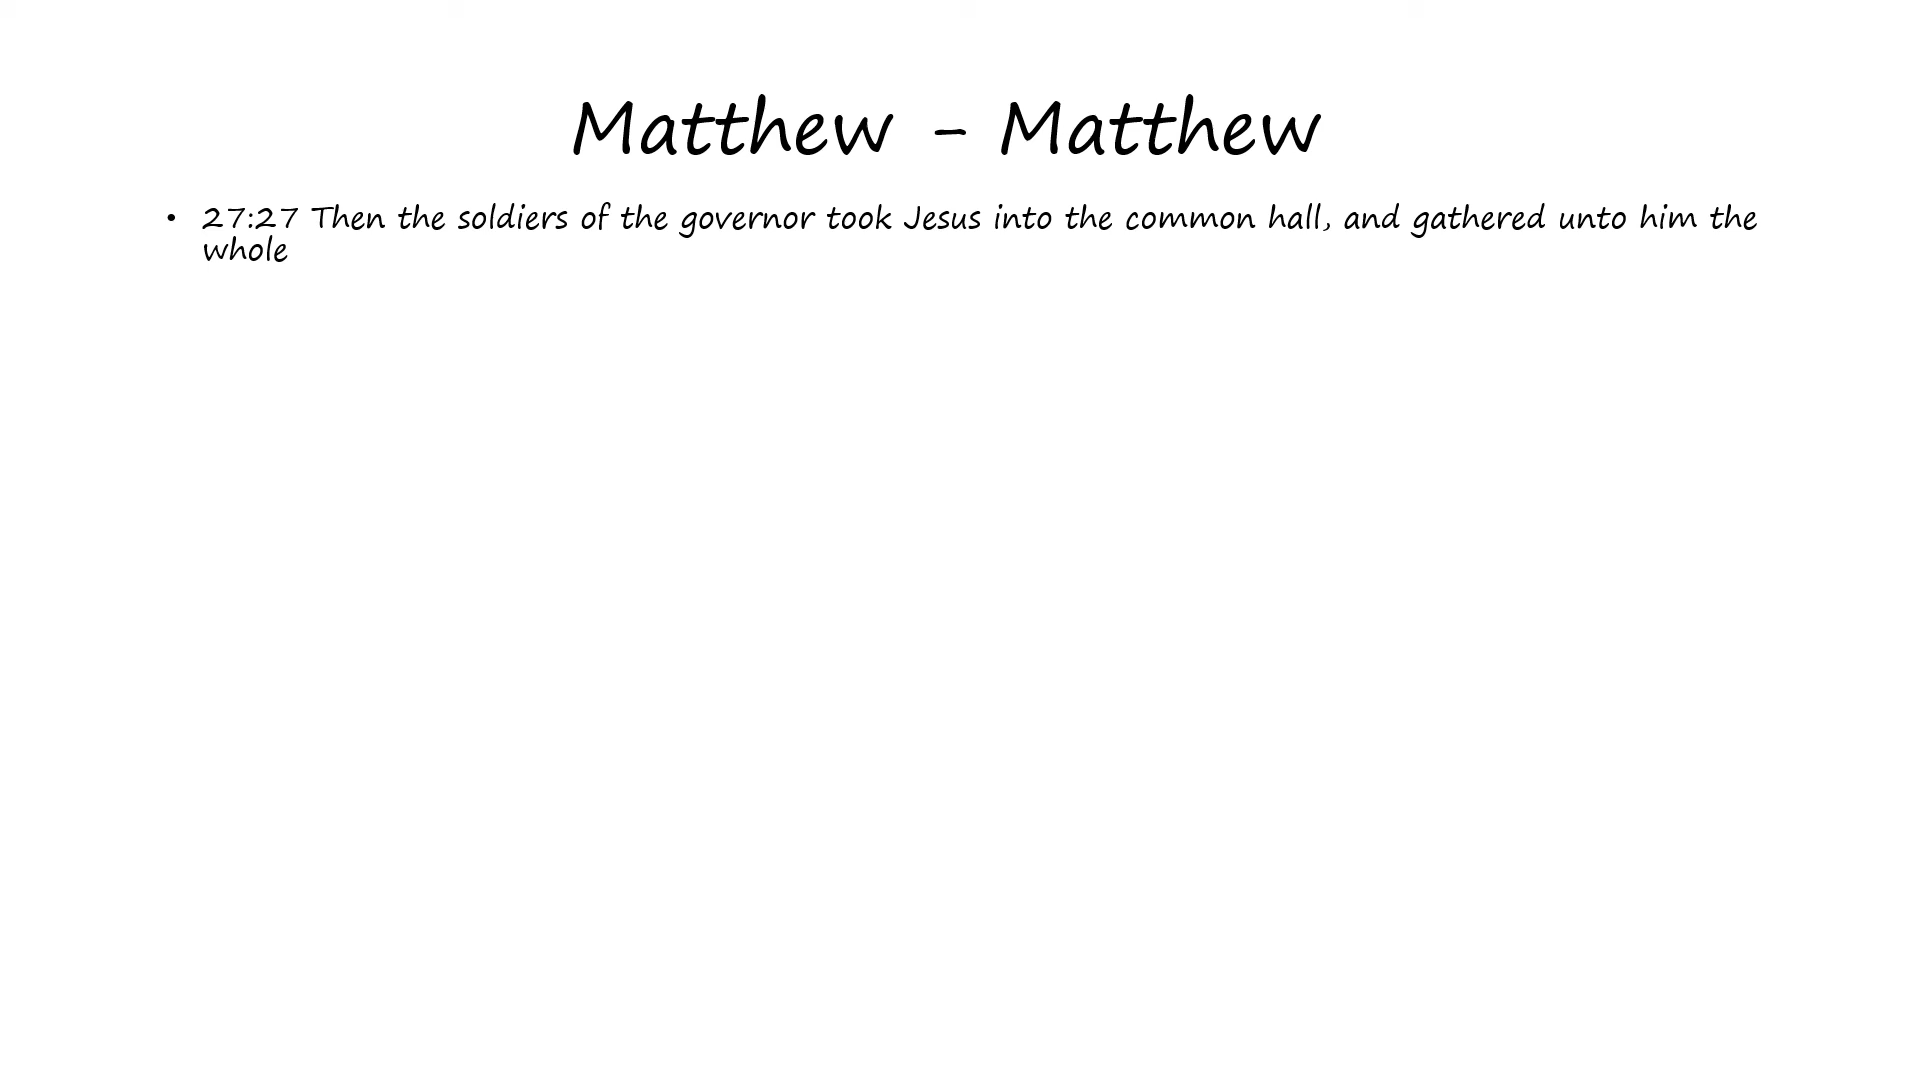 Matthew - Matthew
• 27:27 Then the soldiers of the governor took Jesus into the common hall, and gathered unto him the
whole